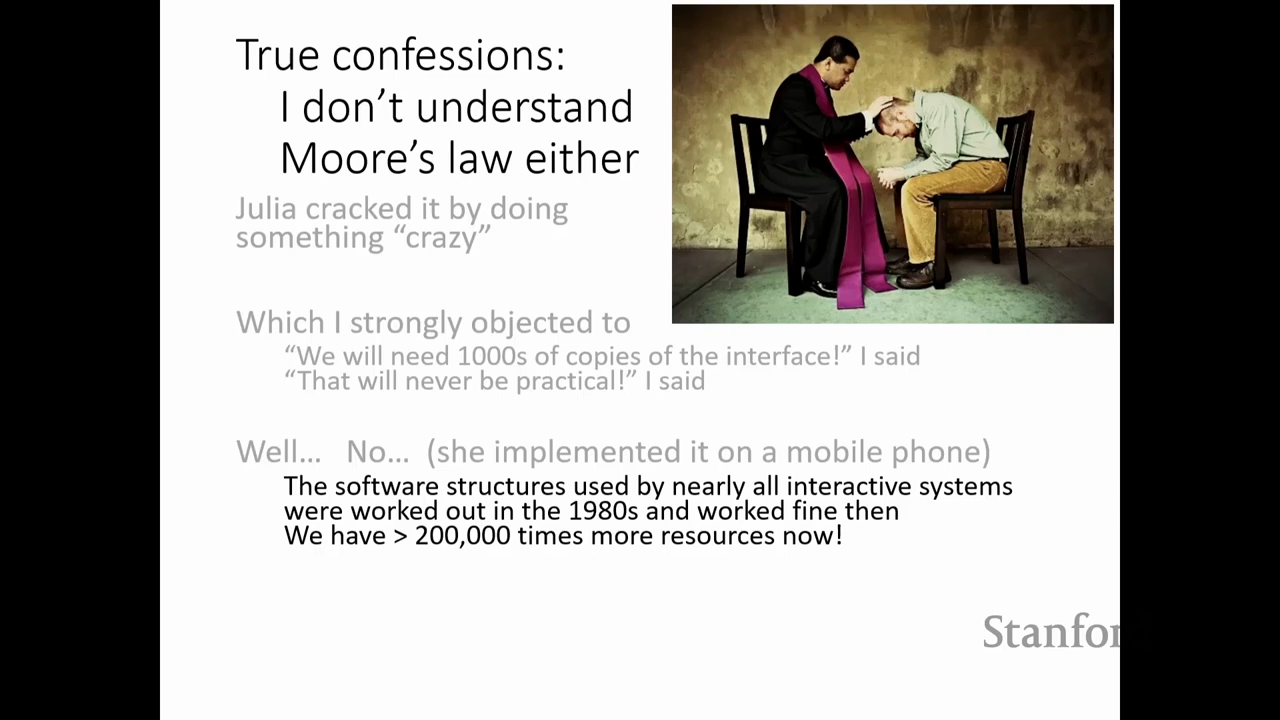 True confessions:
I don’t understand
Moore’s law either
Julia cracked it by doing
something “crazy”
Which I strongly objected to
“We will need 1000s of copies of the interface!” I said
“That will never be practical!” I said
Well… No… (she implemented it on a mobile phone)
The software structures used by nearly all interactive systems
were worked out in the 1980s and worked fine then
We have > 200,000 times more resources now!
Stanford